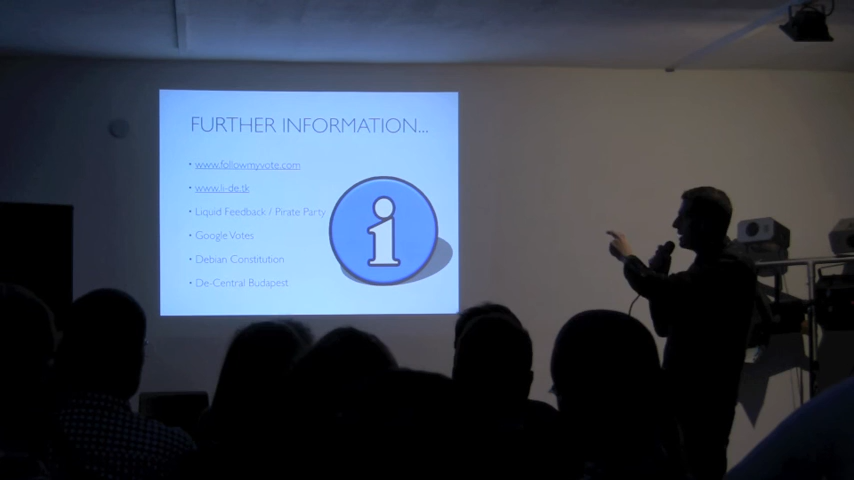 FURTHER INFORMATION...
• www.followmyvote.com
• www.li-de.tk
• Liquid Feedback / Pirate Party
• Google Votes
• Debian Constitution
• De-Central Budapest